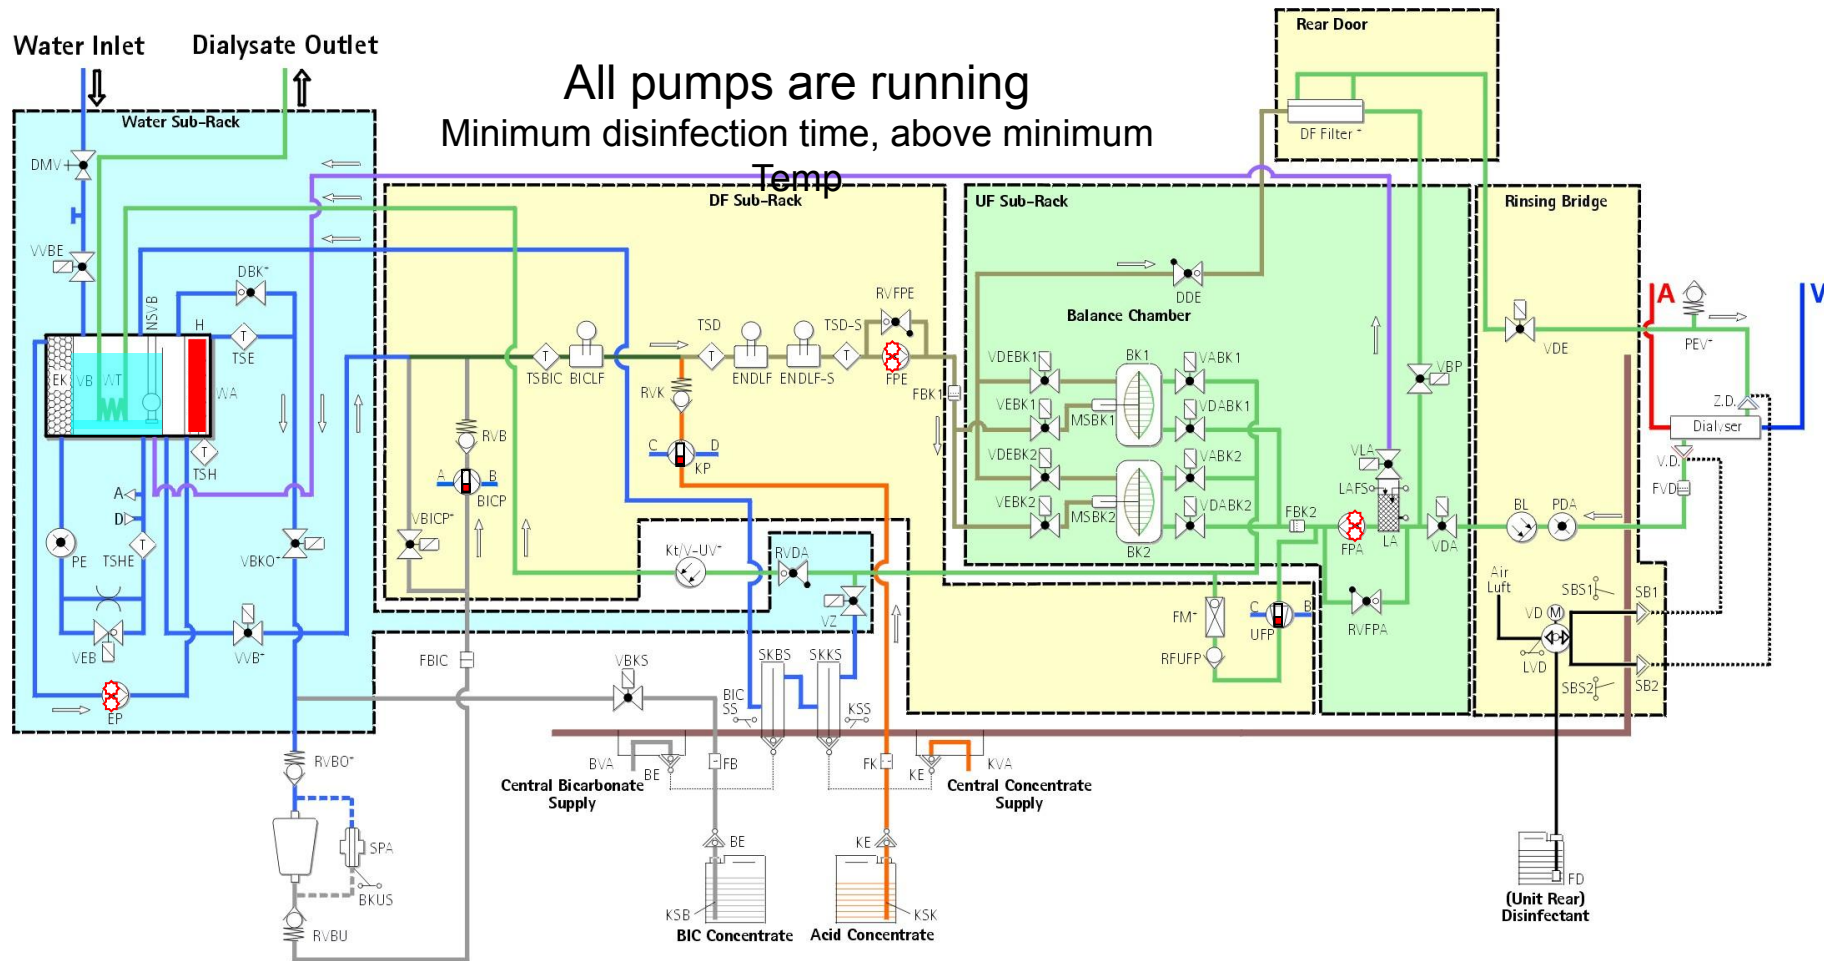 Water Inlet
Dialysate Outlet
All pumps are running
Minimum disinfection time, above minimum
Temp
Rear Door
DF Filter +
Water Sub-Rack
DMV
VVBE
DBK+
NSVB
H
TSE
EK
VB
WT
WA
TSH
A
D
PE
TSHE
VBKO+
VEB
VVB+
EP
DF Sub-Rack
TSBIC
BICLF
TSD
ENDLF
ENDLF-S
TSD-S
RVFPE
FPE
RVK
C
D
KP
RVB
A
B
BICP
VBICP+
Kt/V-UV+
RVDA
VZ
FBK1
UF Sub-Rack
DDE
Balance Chamber
VDEBK1
BK1
VABK1
VEBK1
MSBK1
VDABK1
VDEBK2
VABK2
VEBK2
MSBK2
VDABK2
BK2
FBK2
FPA
LAFS
LA
VLA
VBP
VDA
FM+
RFUFP
C
B
UFP
RVFPA
Rinsing Bridge
VDE
A
V
PEV+
Z.D.
Dialyser
V.D.
FVD
BL
PDA
Air
Luft
SBS1
SB1
VD
M
LVD
SBS2
SB2
FBIC
VBKS
SKBS
SKKS
BIC
SS
KSS
BVA
BE
FB
FK
KE
KVA
Central Bicarbonate
Supply
Central Concentrate
Supply
RVBO+
SPA
BKUS
RVBU
BE
KE
KSB
KSK
BIC Concentrate
Acid Concentrate
FD
(Unit Rear)
Disinfectant